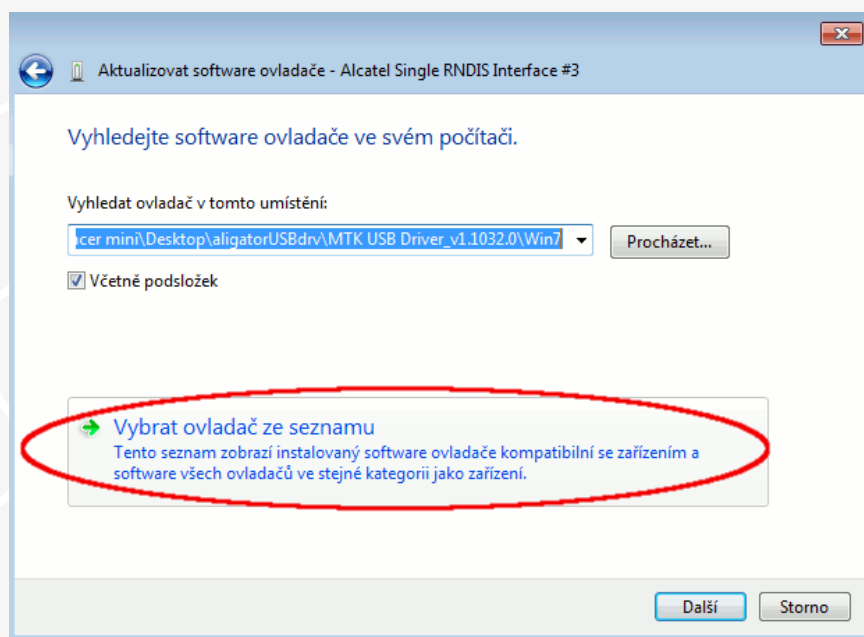 Aktualizovat software ovladače - Alcatel Single RNDIS Interface #3
Vyhledejte software ovladače ve svém počítači.
Vyhledat ovladač v tomto umístění:
acer mini\Desktop\aligatorUSBdrv\MTK USB Driver_v1.1032.0\Win7
Procházet...
Včetně podsložek
Vybrat ovladač ze seznamu
Tento seznam zobrazí instalovaný software ovladače kompatibilní se zařízením a
software všech ovladačů ve stejné kategorii jako zařízení.
Další
Storno